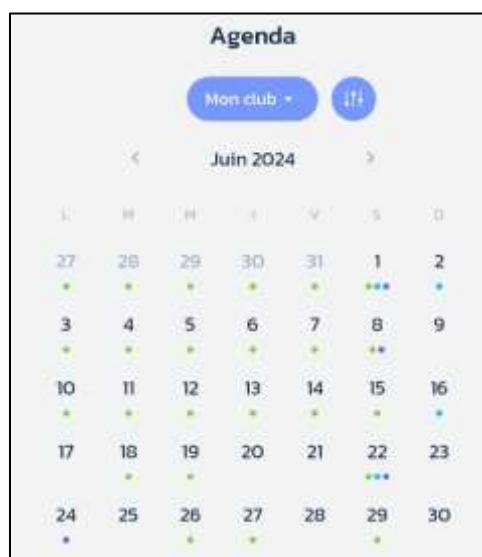 Agenda
Mon club
Juin 2024
L M M J V S D
27 28 29 30 31 1 2
3 4 5 6 7 8 9
10 11 12 13 14 15 16
17 18 19 20 21 22 23
24 25 26 27 28 29 30